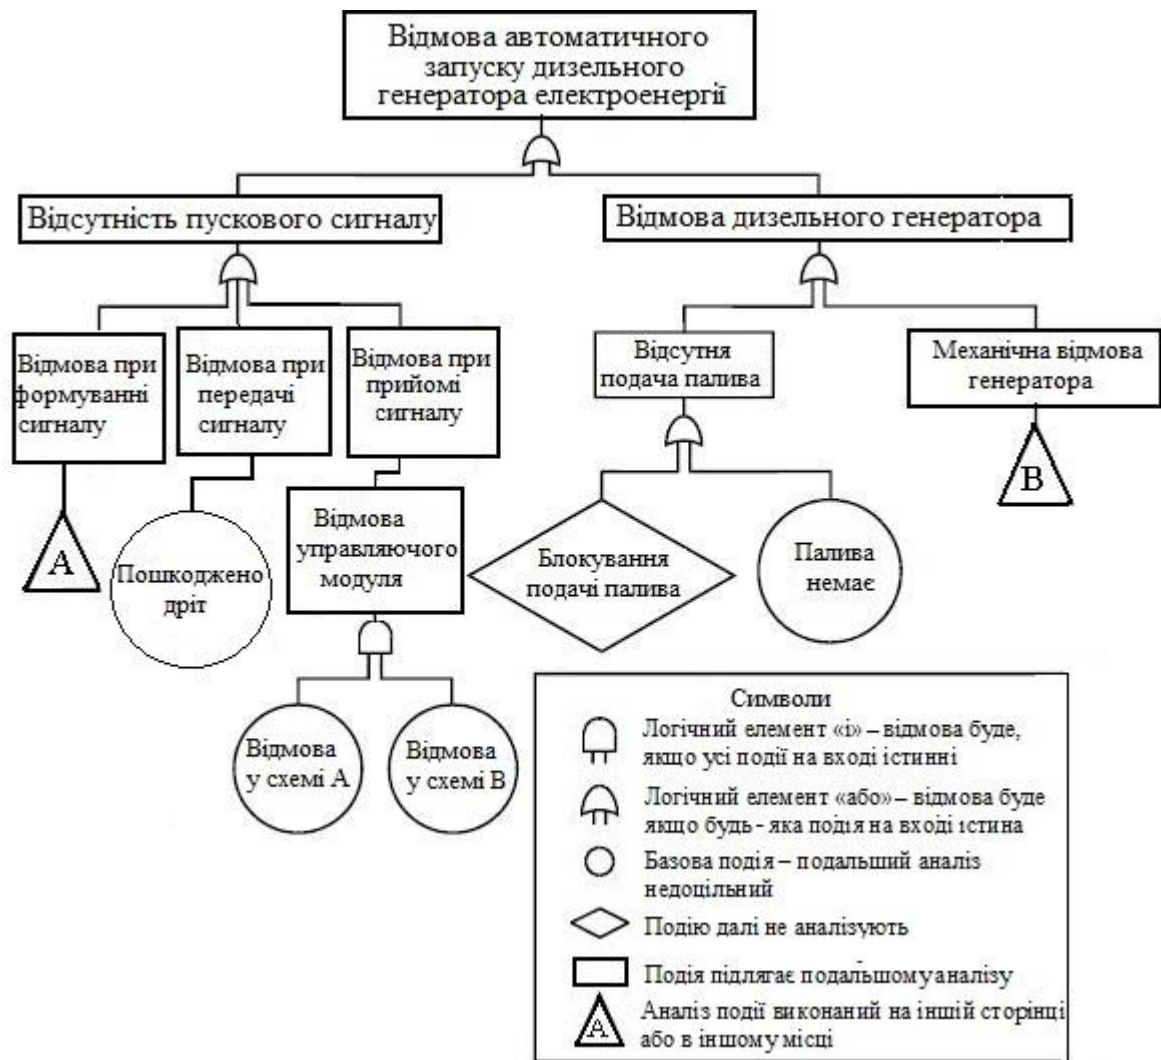 Відмова автоматичного
запуску дизельного
генератора електроенергії
Відсутність пускового сигналу
Відмова дизельного генератора
Відмова при
формуванні
сигналу
Відмова при
передачі
сигналу
Відмова при
прийомі
сигналу
Відсутня
подача палива
Механічна відмова
генератора
A
Пошкоджено
дріт
Відмова
управляючого
модуля
Блокування
подачі палива
Палива
немає
B
Відмова
у схемі А
Відмова
у схемі В
Символи
Логічний елемент «і» – відмова буде,
якщо усі події на вході істинні
Логічний елемент «або» – відмова буде
якщо будь - яка подія на вході істина
Базова подія – подальший аналіз
недоцільний
Подію далі не аналізують
Подія підлягає подальшому аналізу
A
Аналіз події виконаний на іншій сторінці
або в іншому місці